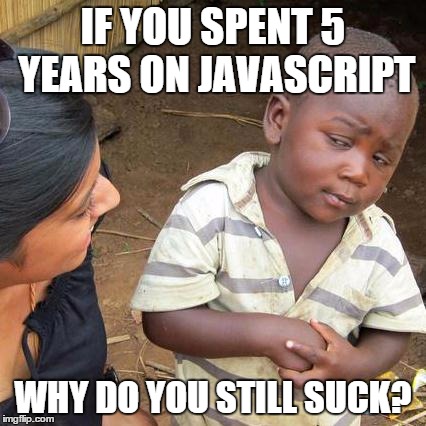 IF YOU SPENT 5
YEARS ON JAVASCRIPT
WHY DO YOU STILL SUCK?
imgflip.com